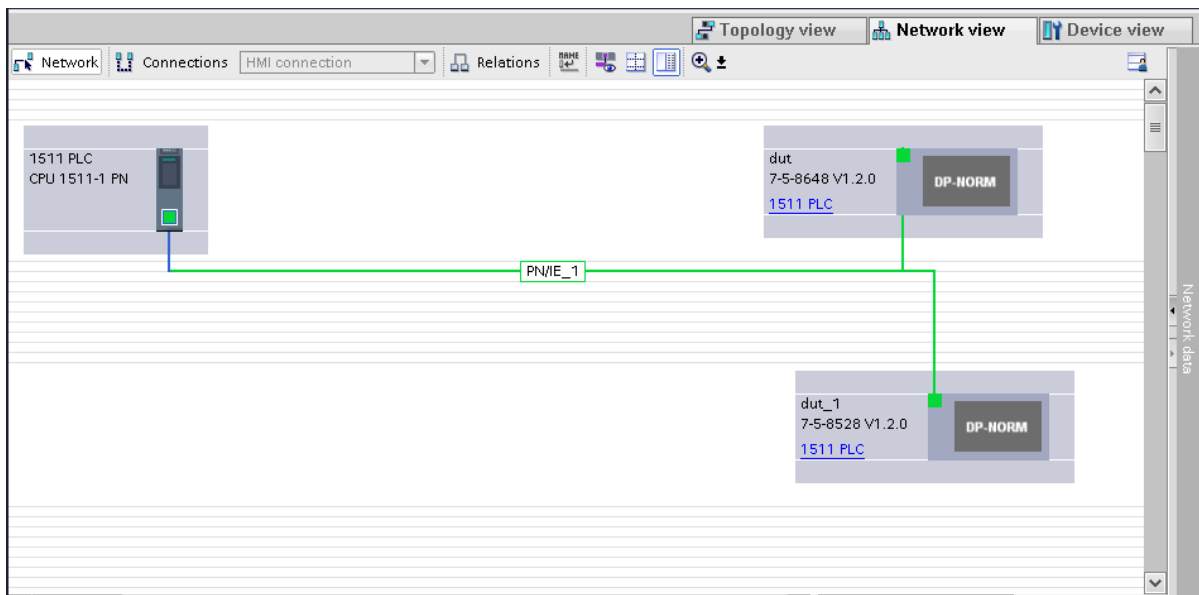 Topology view
Network view
Device view
Network
Connections
HMI connection
Relations
NAME
1511 PLC
CPU 1511-1 PN
dut
7-5-8648 V1.2.0
1511 PLC
DP-NORM
PN/IE_1
Network data
dut_1
7-5-8528 V1.2.0
1511 PLC
DP-NORM